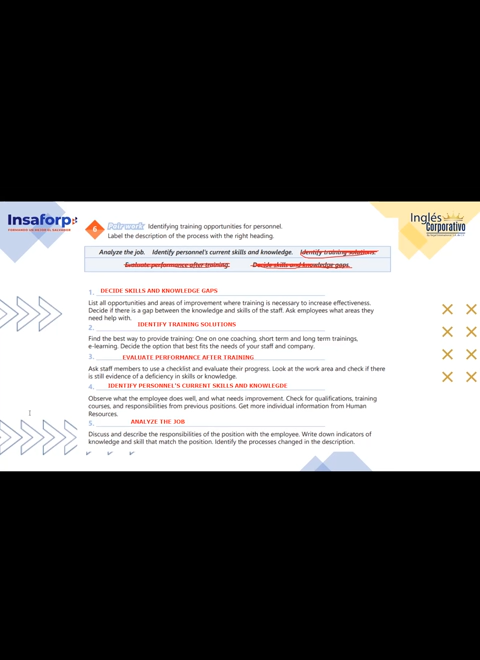 Insaforp
FORMANDO UN MEJOR EL SALVADOR
Inglés
Corporativo
6 Pair work Identifying training opportunities for personnel.
Label the description of the process with the right heading.
Analyze the job. Identify personnel's current skills and knowledge. Identify training solutions
Evaluate performance after training. Decide skills and knowledge gaps.
1. DECIDE SKILLS AND KNOWLEDGE GAPS
List all opportunities and areas of improvement where training is necessary to increase effectiveness.
Decide if there is a gap between the knowledge and skills of the staff. Ask employees what areas they
need help with.
2. IDENTIFY TRAINING SOLUTIONS
Find the best way to provide training: One on one coaching, short term and long term trainings,
e-learning. Decide the option that best fits the needs of your staff and company.
3. EVALUATE PERFORMANCE AFTER TRAINING
Ask staff members to use a checklist and evaluate their progress. Look at the work area and check if there
is still evidence of a deficiency in skills or knowledge.
4. IDENTIFY PERSONNEL'S CURRENT SKILLS AND KNOWLEGDE
Observe what the employee does well, and what needs improvement. Check for qualifications, training
courses, and responsibilities from previous positions. Get more individual information from Human
Resources.
5. ANALYZE THE JOB
Discuss and describe the responsibilities of the position with the employee. Write down indicators of
knowledge and skill that match the position. Identify the processes changed in the description.